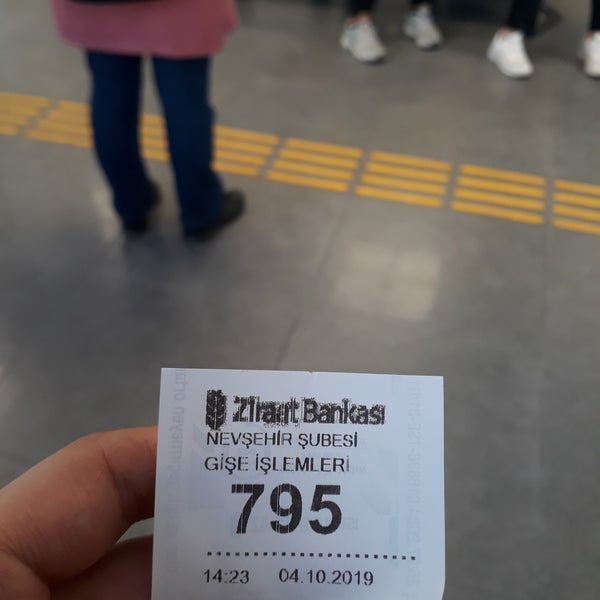 Ziraat Bankası
NEVŞEHİR ŞUBESİ
GİŞE İŞLEMLERİ
795
14:23 04.10.2019